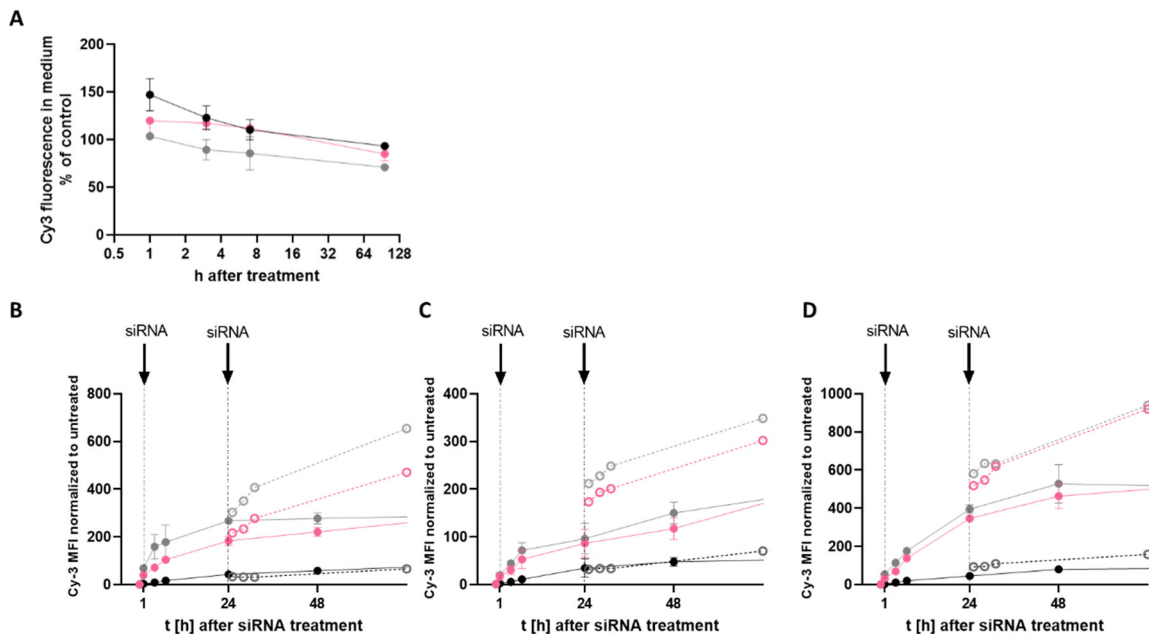 A
Cy3 fluorescence in medium
% of control
200
150
100
50
0
0.5 1 2 4 8 16 32 64 128
h after treatment
B
siRNA siRNA
Cy-3 MFI normalized to untreated
800
600
400
200
0
1 24 48
t [h] after siRNA treatment
C
siRNA siRNA
Cy-3 MFI normalized to untreated
400
300
200
100
0
1 24 48
t [h] after siRNA treatment
D
siRNA siRNA
Cy-3 MFI normalized to untreated
1000
800
600
400
200
0
1 24 48
t [h] after siRNA treatment